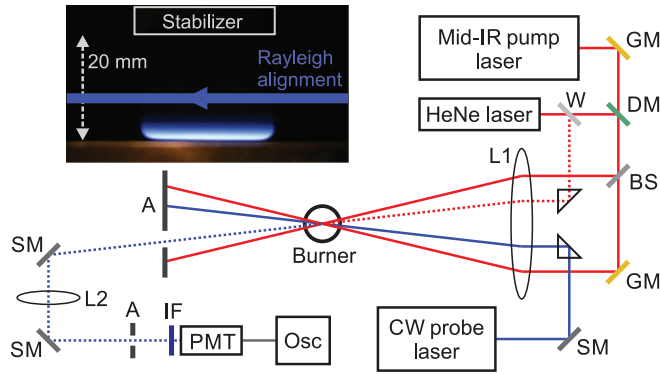 Stabilizer
20 mm
Rayleigh
alignment
Mid-IR pump
laser
GM
HeNe laser
W
DM
L1
A
BS
Burner
SM
GM
L2
A
IF
SM
PMT
Osc
CW probe
laser
SM